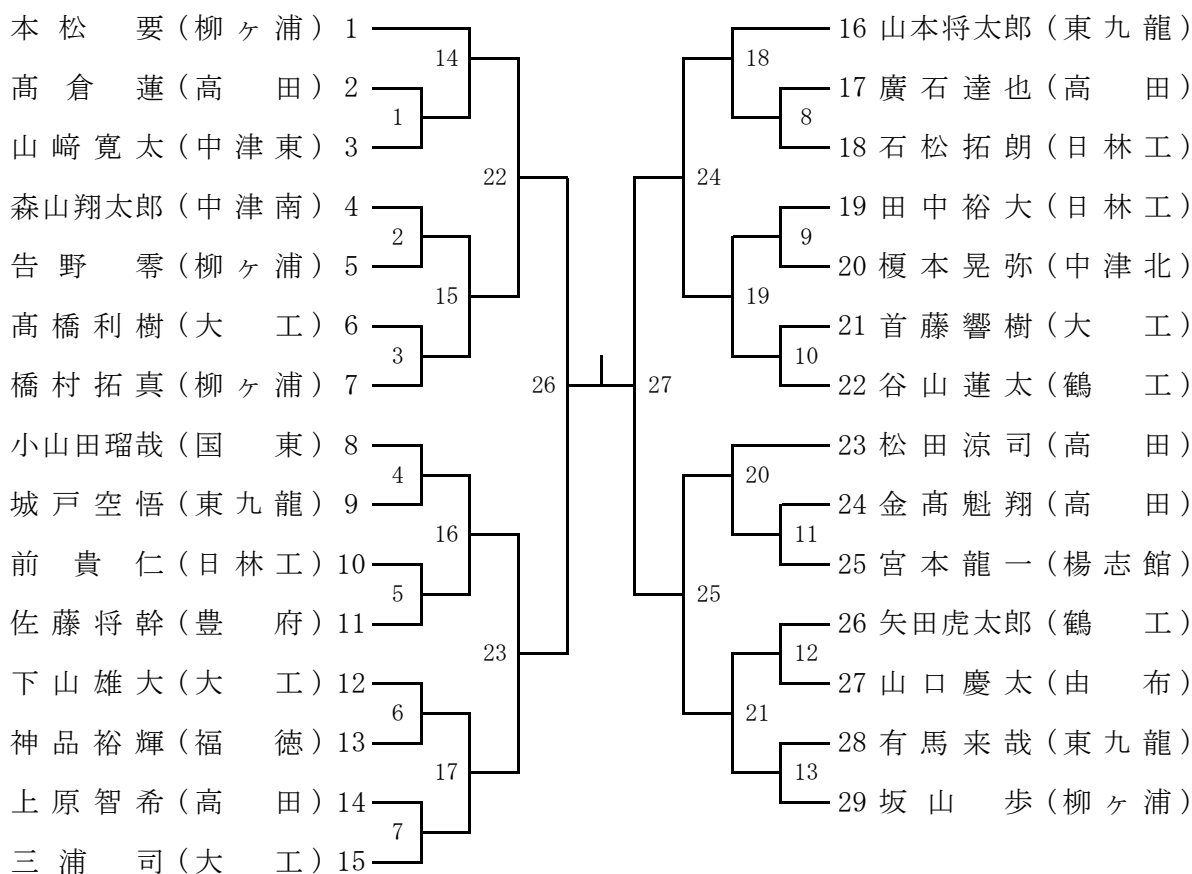 本松 要(柳ヶ浦) 1
髙倉 蓮(高 田) 2
山﨑寛太(中津東) 3
森山翔太郎(中津南) 4
告野 零(柳ヶ浦) 5
髙橋利樹(大 工) 6
橋村拓真(柳ヶ浦) 7
小山田瑠哉(国 東) 8
城戸空悟(東九龍) 9
前 貴仁(日林工) 10
佐藤将幹(豊 府) 11
下山雄大(大 工) 12
神品裕輝(福 徳) 13
上原智希(高 田) 14
三浦 司(大 工) 15
14
1
22
2
15
3
26
4
16
5
23
6
17
7
27
18
8
24
9
19
10
20
11
25
12
21
13
16 山本将太郎(東九龍)
17 廣石達也(高 田)
18 石松拓朗(日林工)
19 田中裕大(日林工)
20 榎本晃弥(中津北)
21 首藤響樹(大 工)
22 谷山蓮太(鶴 工)
23 松田涼司(高 田)
24 金髙魁翔(高 田)
25 宮本龍一(楊志館)
26 矢田虎太郎(鶴 工)
27 山口慶太(由 布)
28 有馬来哉(東九龍)
29 坂山 歩(柳ヶ浦)